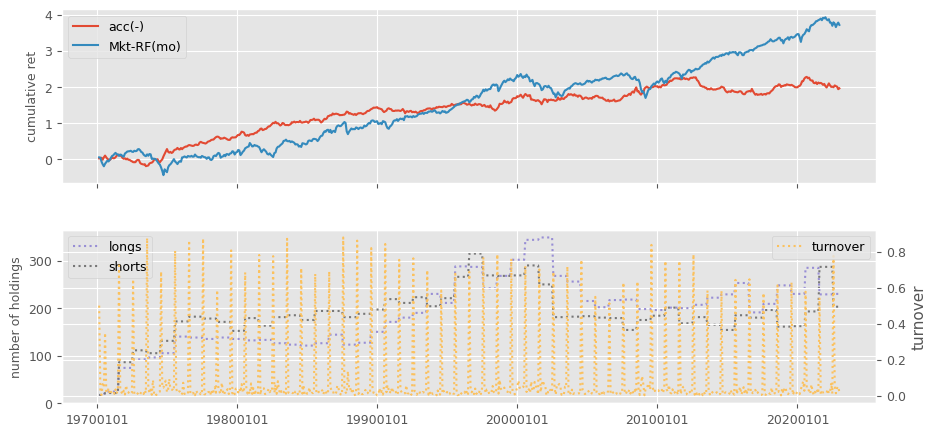 4
3
2
1
0
cumulative ret
acc(-)
Mkt-RF(mo)
300
200
100
0
number of holdings
longs
shorts
turnover
0.8
0.6
0.4
0.2
0.0
turnover
19700101
19800101
19900101
20000101
20100101
20200101